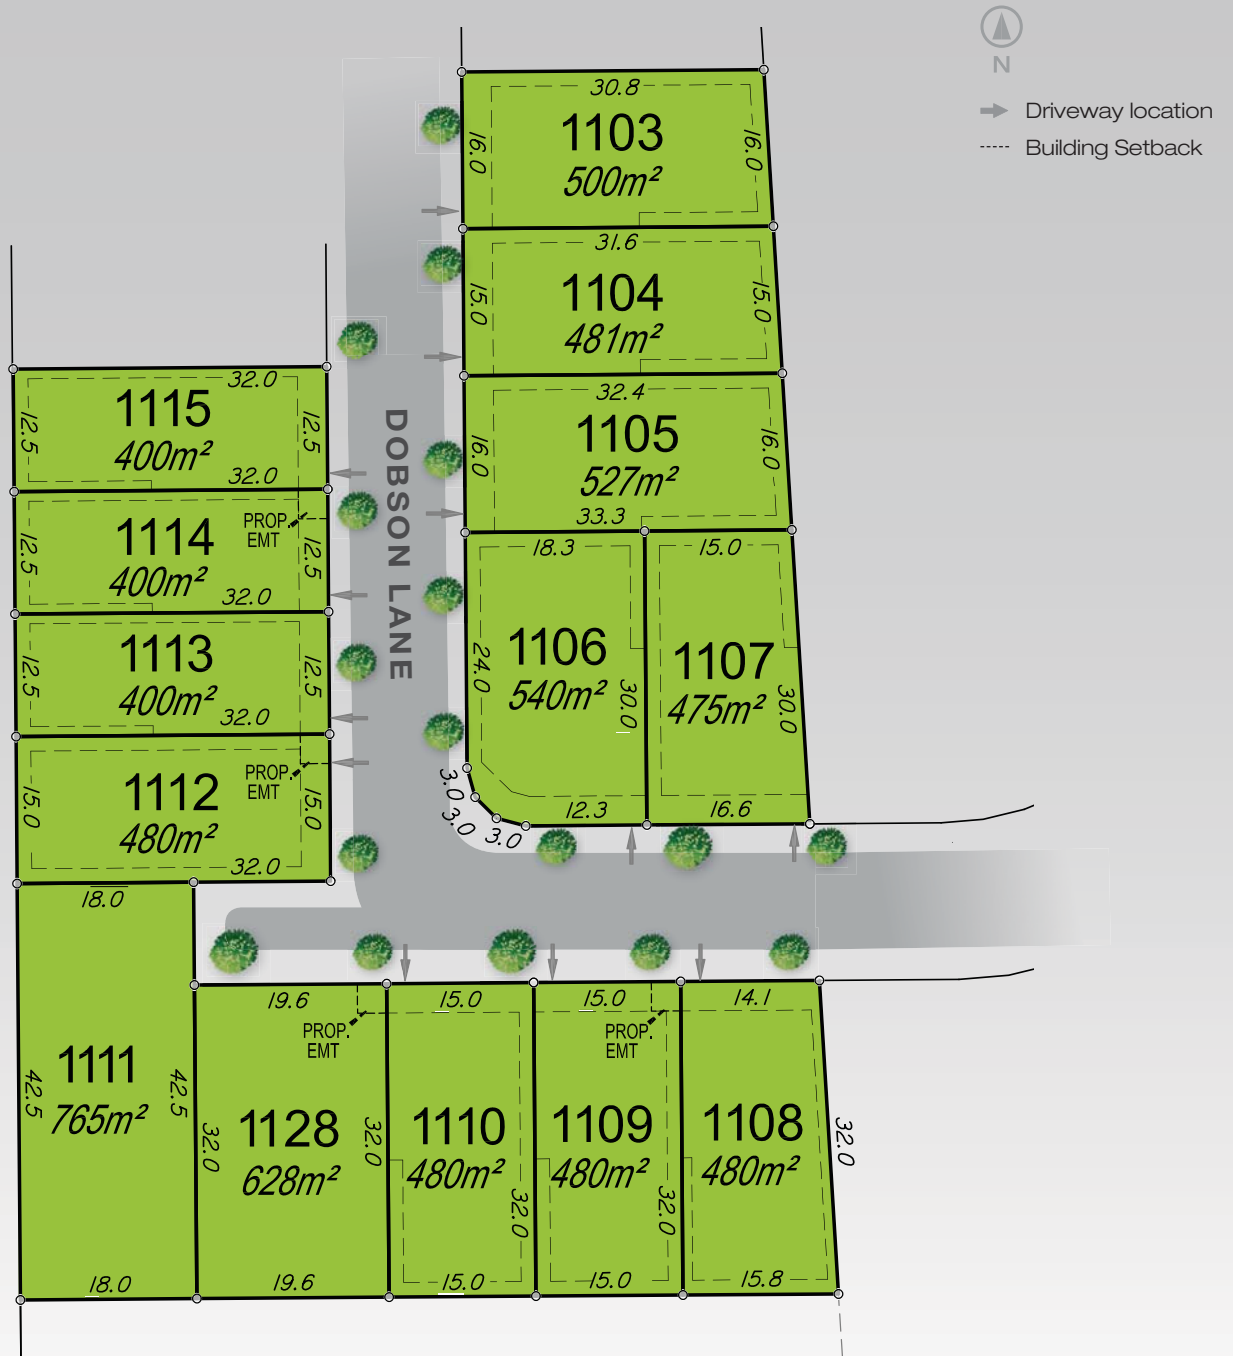 N
Driveway location
Building Setback
30.8
16.0
1103
500m²
16.0
31.6
15.0
1104
481m²
15.0
32.4
16.0
1105
527m²
16.0
33.3
18.3
24.0
1106
540m²
30.0
3.0
3.0
3.0
12.3
15.0
1107
475m²
30.0
16.6
DOBSON LANE
32.0
12.5
1115
400m²
12.5
32.0
12.5
1114
400m²
PROP.
EMT
12.5
32.0
12.5
1113
400m²
12.5
32.0
15.0
1112
480m²
PROP.
EMT
15.0
32.0
18.0
42.5
1111
765m²
42.5
18.0
19.6
PROP.
EMT
32.0
1128
628m²
32.0
19.6
15.0
1110
480m²
32.0
15.0
15.0
PROP.
EMT
1109
480m²
32.0
15.0
14.1
1108
480m²
32.0
15.8